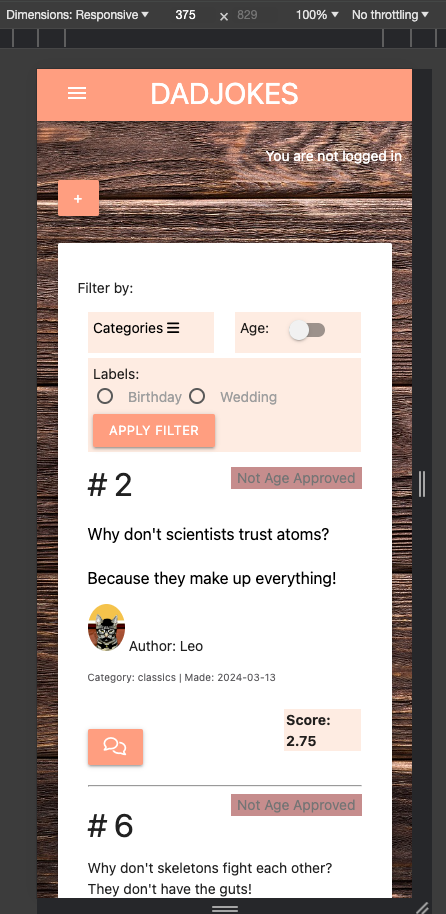 Dimensions: Responsive 375 × 829 100% No throttling
DADJOKES
You are not logged in
+
Filter by:
Categories Age:
Labels:
Birthday Wedding
APPLY FILTER
# 2 Not Age Approved
Why don't scientists trust atoms?
Because they make up everything!
Author: Leo
Category: classics | Made: 2024-03-13
Score:
2.75
Not Age Approved
# 6
Why don't skeletons fight each other?
They don't have the guts!